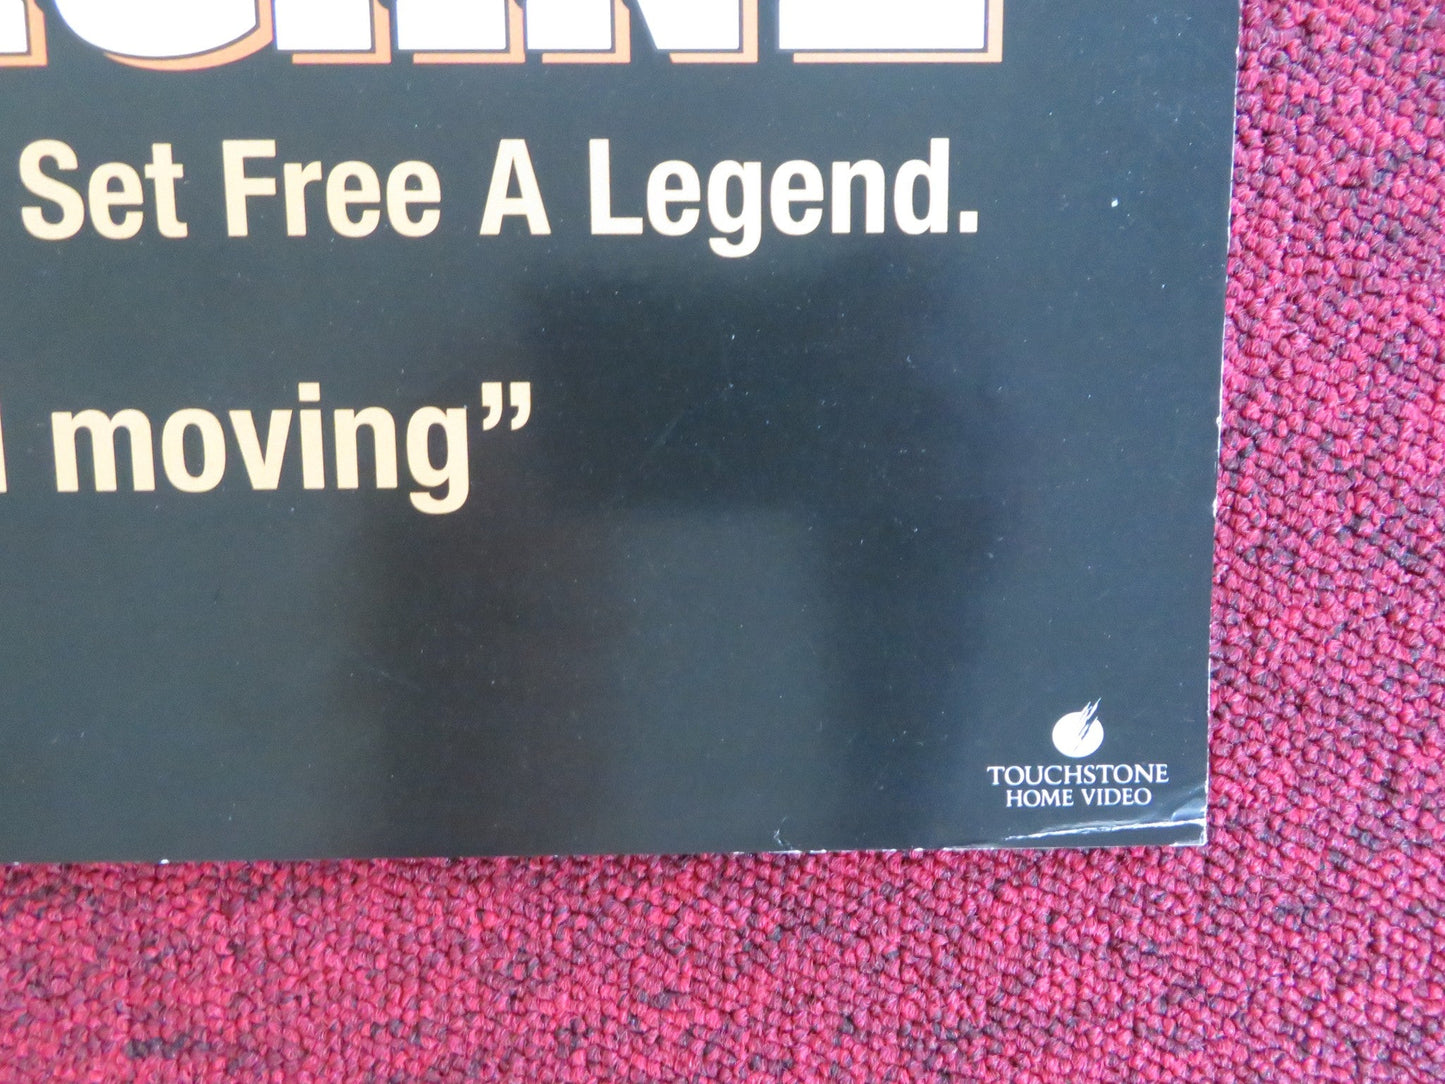 Set Free A Legend.
moving”
TOUCHSTONE
HOME VIDEO